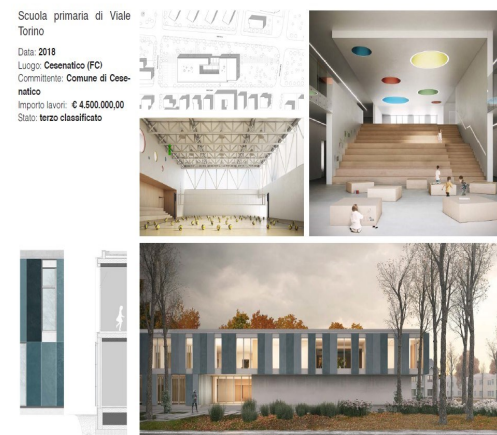 Scuola primaria di Viale
Torino
Data: 2018
Luogo: Cesenatico (FC)
Committente: Comune di Cese-
natico
Importo lavori: € 4.500.000,00
Stato: terzo classificato